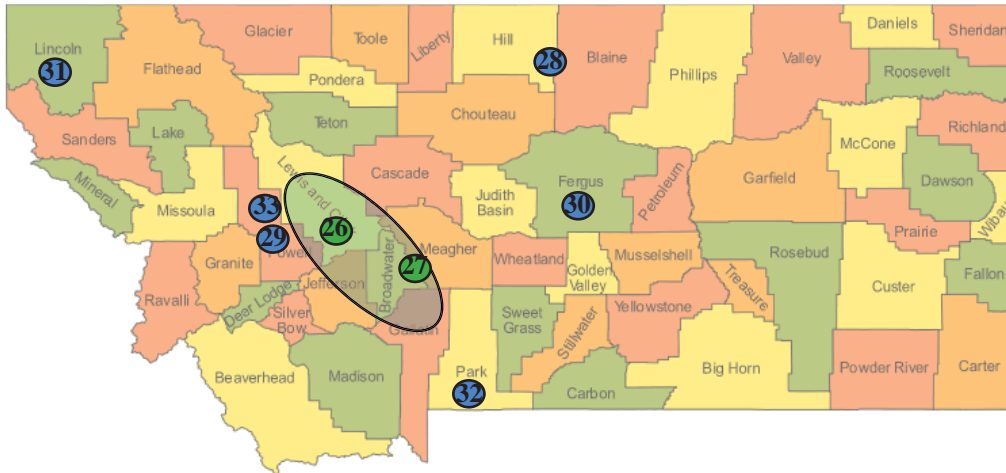 Lincoln
31
Flathead
Glacier
Toole
Liberty
Hill
28
Blaine
Phillips
Valley
Daniels
Sheridan
Roosevelt
Pondera
Teton
Chouteau
Sanders
Lake
Mineral
Missoula
Lewis and
Cascade
Judith
Basin
Fergus
30
Petroleum
Garfield
McCone
Richland
Dawson
Prairie
Wibau
33
29
Powell
26
27
Broadwater
Meagher
Wheatland
Golden
Valley
Musselshell
Treasure
Rosebud
Custer
Fallon
Ravalli
Granite
Deer Lodge
Silver
Bow
Jefferson
Gallatin
Sweet
Grass
Stillwater
Yellowstone
Beaverhead
Madison
Park
32
Carbon
Big Horn
Powder River
Carter